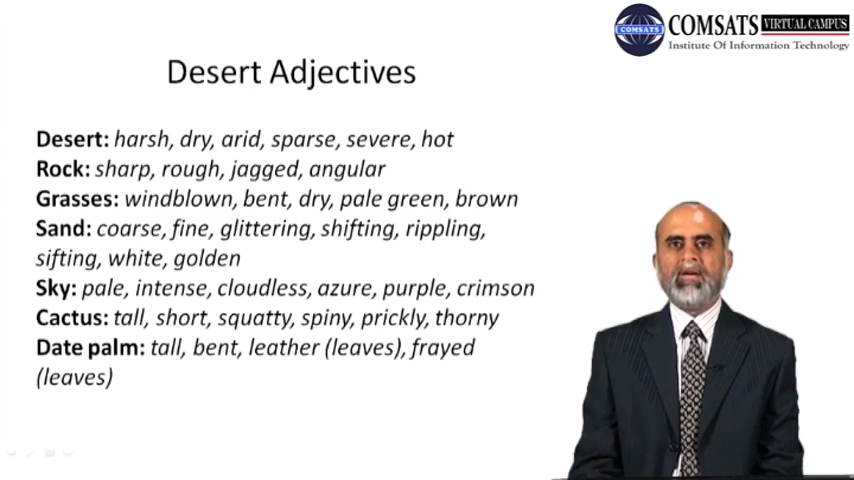 COMSATS VIRTUAL CAMPUS
COMSATS
Institute Of Information Technology
Desert Adjectives
Desert: harsh, dry, arid, sparse, severe, hot
Rock: sharp, rough, jagged, angular
Grasses: windblown, bent, dry, pale green, brown
Sand: coarse, fine, glittering, shifting, rippling,
sifting, white, golden
Sky: pale, intense, cloudless, azure, purple, crimson
Cactus: tall, short, squatty, spiny, prickly, thorny
Date palm: tall, bent, leather (leaves), frayed
(leaves)